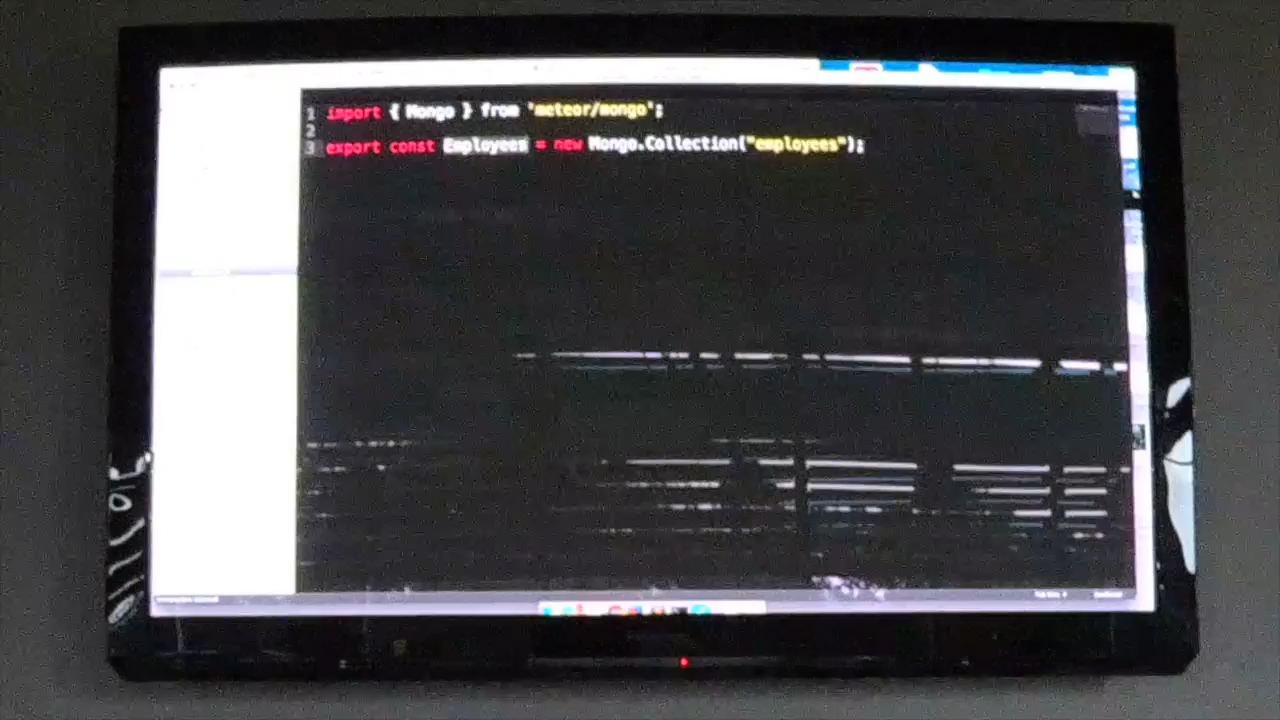 1 import { Mongo } from 'meteor/mongo';
2
3 export const Employees = new Mongo.Collection("employees");